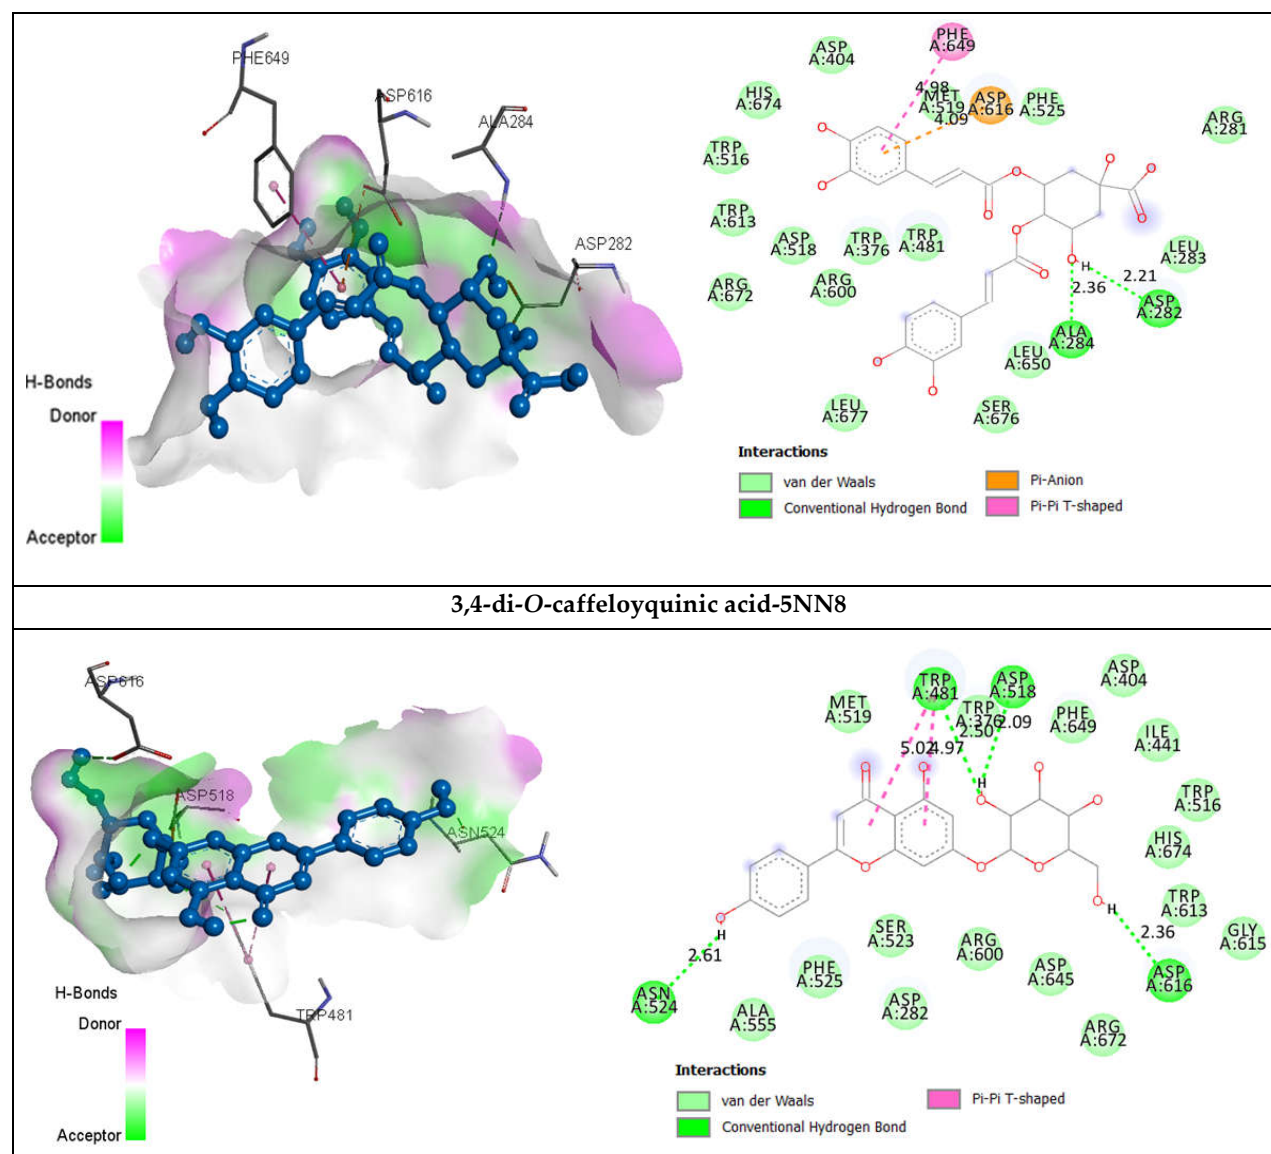 PHE649
ASP616
ALA284
ASP282
H-Bonds
Donor
Acceptor
PHE
A:649
ASP
A:404
HIS
A:674
4.98
MET
A:519
4.09
ASP
A:616
PHE
A:525
ARG
A:281
TRP
A:516
TRP
A:613
ASP
A:518
TRP
A:376
TRP
A:481
LEU
A:283
ARG
A:672
ARG
A:600
H
2.21
2.36
ASP
A:282
ALA
A:284
LEU
A:650
LEU
A:677
SER
A:676
O
O
O
O
O
O
O
O
O
O
O
O
Interactions
van der Waals
Pi-Anion
Conventional Hydrogen Bond
Pi-Pi T-shaped
3,4-di-O-caffeloyquinic acid-5NN8
ASP616
ASP518
ASN524
TRP481
H-Bonds
Donor
Acceptor
TRP
A:481
ASP
A:518
ASP
A:404
MET
A:519
TRP
A:376
PHE
A:649
ILE
A:441
2.50
2.09
5.02
4.97
TRP
A:516
HIS
A:674
TRP
A:613
GLY
A:615
H
O
O
O
O
O
O
O
O
O
O
H
H
2.36
2.61
SER
A:523
ARG
A:600
ASP
A:645
ASP
A:616
ASN
A:524
PHE
A:525
ALA
A:555
ASP
A:282
ARG
A:672
Interactions
van der Waals
Pi-Pi T-shaped
Conventional Hydrogen Bond